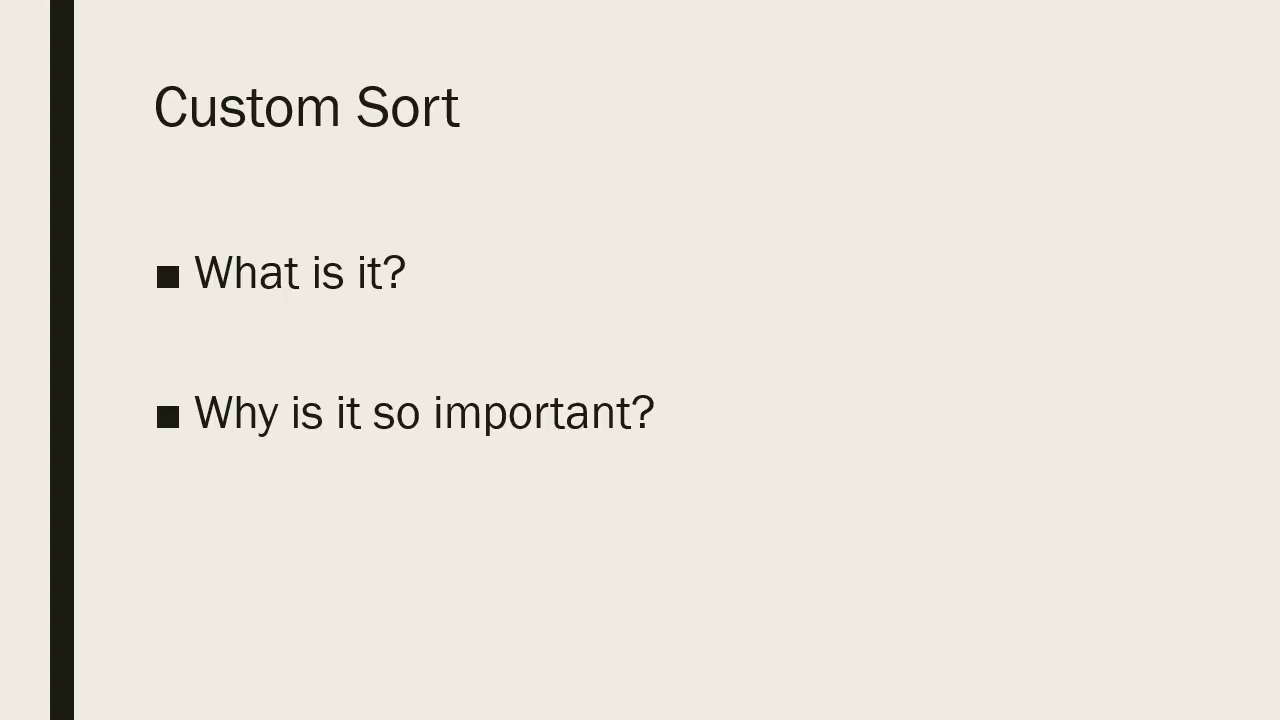 Custom Sort
■ What is it?
■ Why is it so important?